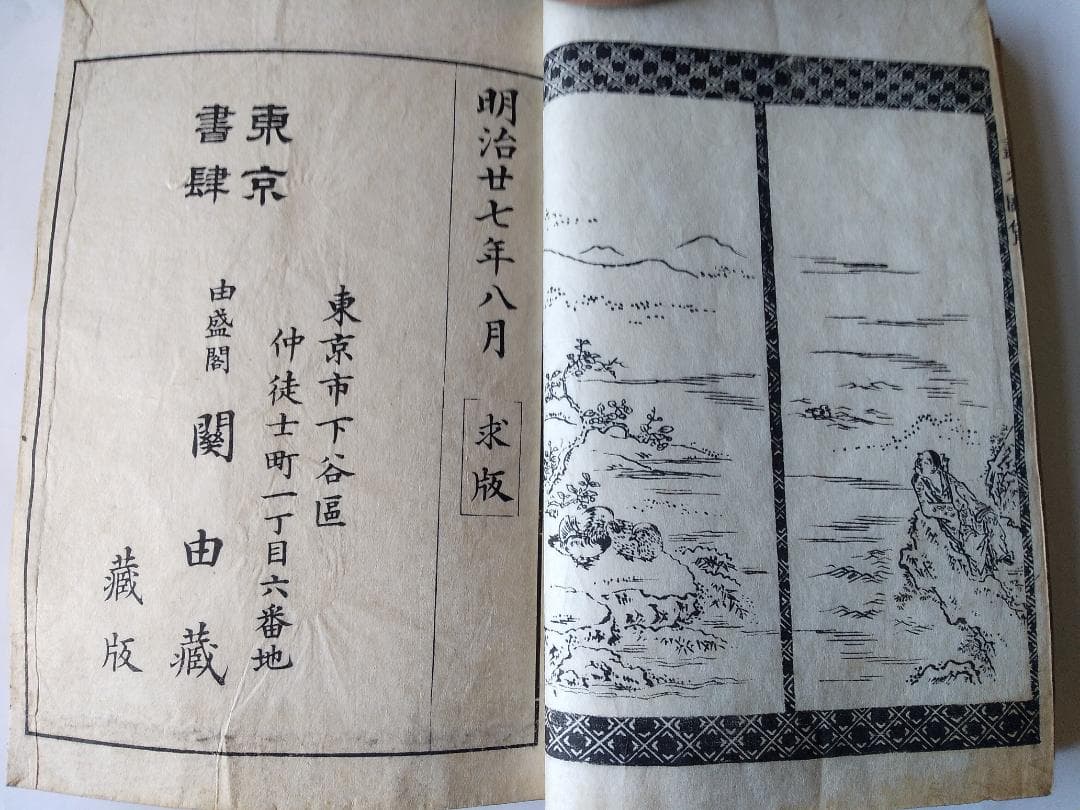 明治廿七年八月 求版
東京市下谷區
仲徒士町一丁目六番地
東京
書肆
由盛閣 關由藏
藏版